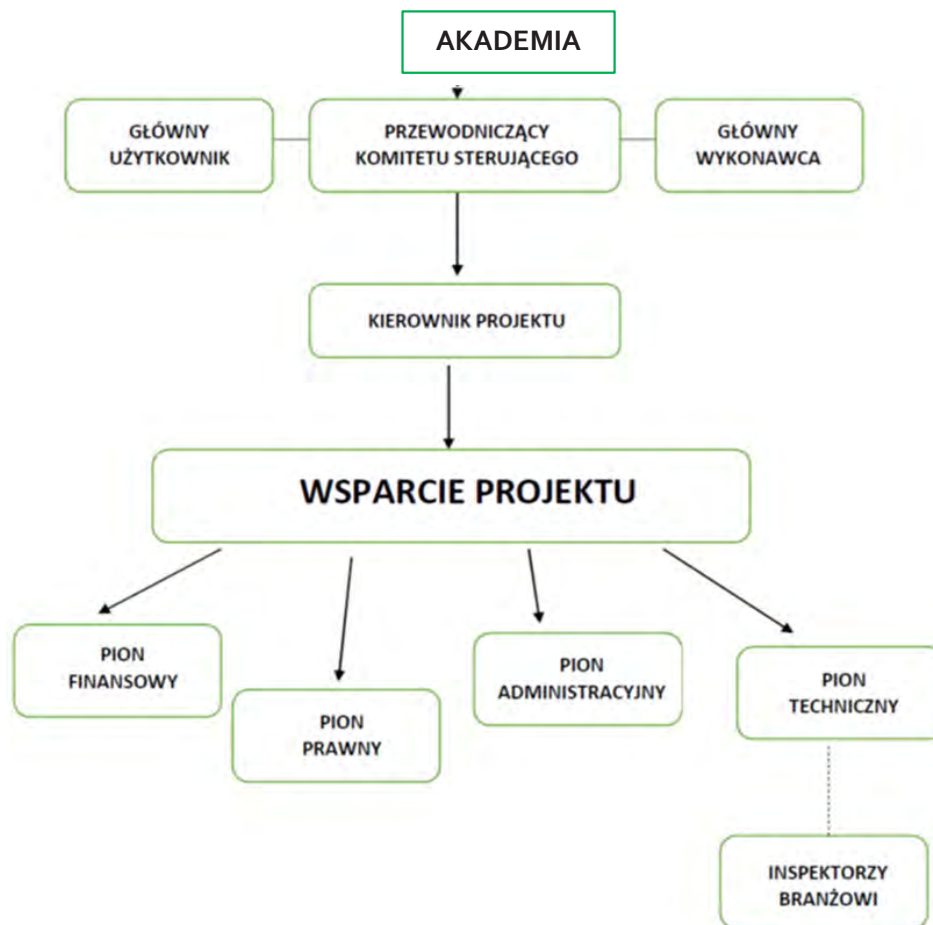 AKADEMIA
GŁÓWNY
UŻYTKOWNIK
PRZEWODNICZĄCY
KOMITETU STERUJĄCEGO
GŁÓWNY
WYKONAWCA
KIEROWNIK PROJEKTU
WSPARCIE PROJEKTU
PION
FINANSOWY
PION
PRAWNY
PION
ADMINISTRACYJNY
PION
TECHNICZNY
INSPEKTORZY
BRANŻOWI